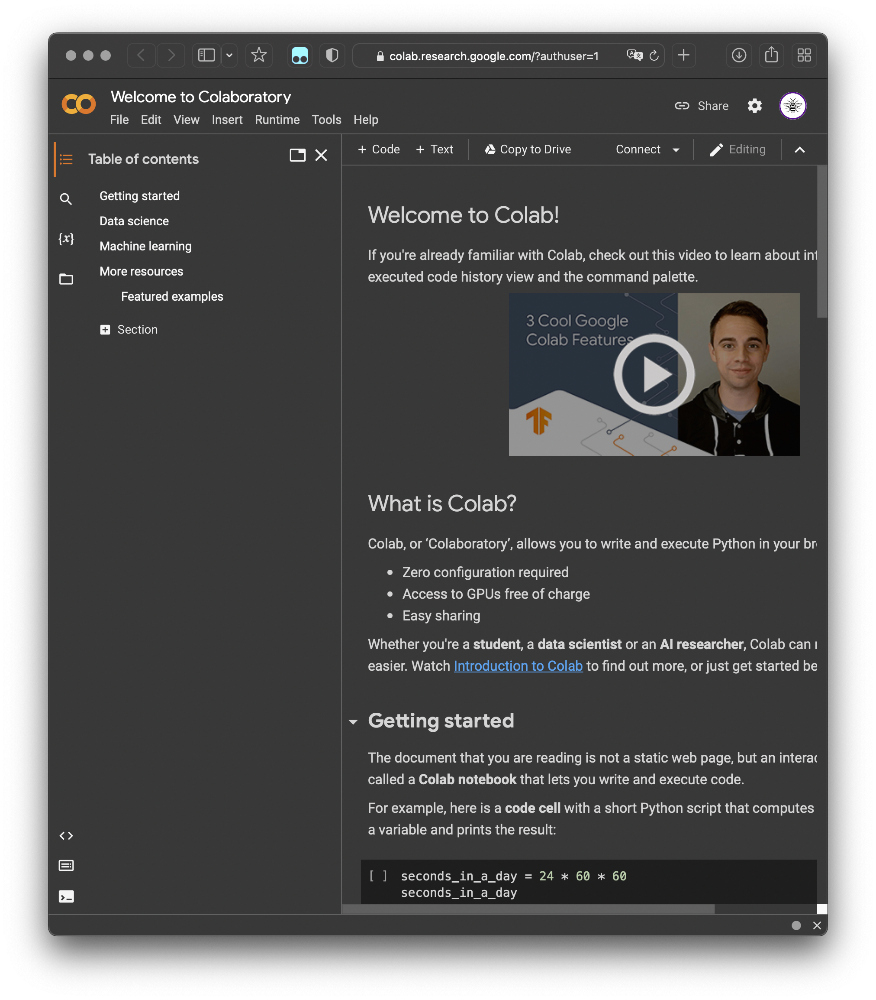 colab.research.google.com/?authuser=1
Welcome to Colaboratory
File Edit View Insert Runtime Tools Help
Share
Table of contents
Getting started
Data science
Machine learning
More resources
Featured examples
Section
+ Code + Text Copy to Drive Connect Editing
Welcome to Colab!
If you're already familiar with Colab, check out this video to learn about
executed code history view and the command palette.
3 Cool Google
Colab Features
What is Colab?
Colab, or ‘Colaboratory’, allows you to write and execute Python in your
• Zero configuration required
• Access to GPUs free of charge
• Easy sharing
Whether you're a student, a data scientist or an AI researcher, Colab can
easier. Watch Introduction to Colab to find out more, or just get started
Getting started
The document that you are reading is not a static web page, but an
called a Colab notebook that lets you write and execute code.
For example, here is a code cell with a short Python script that computes
a variable and prints the result:
[ ] seconds_in_a_day = 24 * 60 * 60
seconds_in_a_day